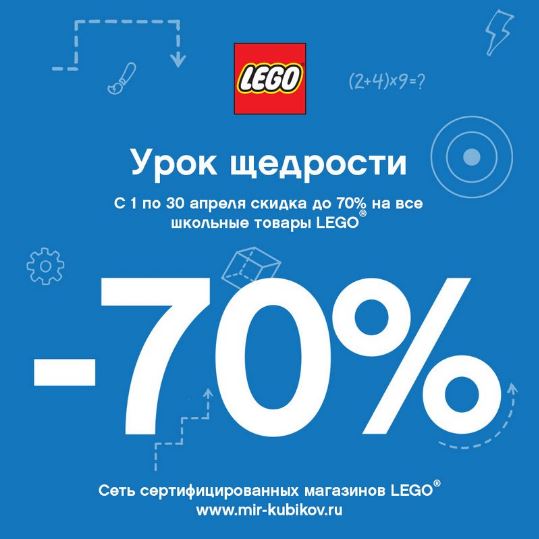 LEGO
(2+4)×9=?
Урок щедрости
С 1 по 30 апреля скидка до 70% на все
школьные товары LEGO®
-70%
Сеть сертифицированных магазинов LEGO®
www.mir-kubikov.ru